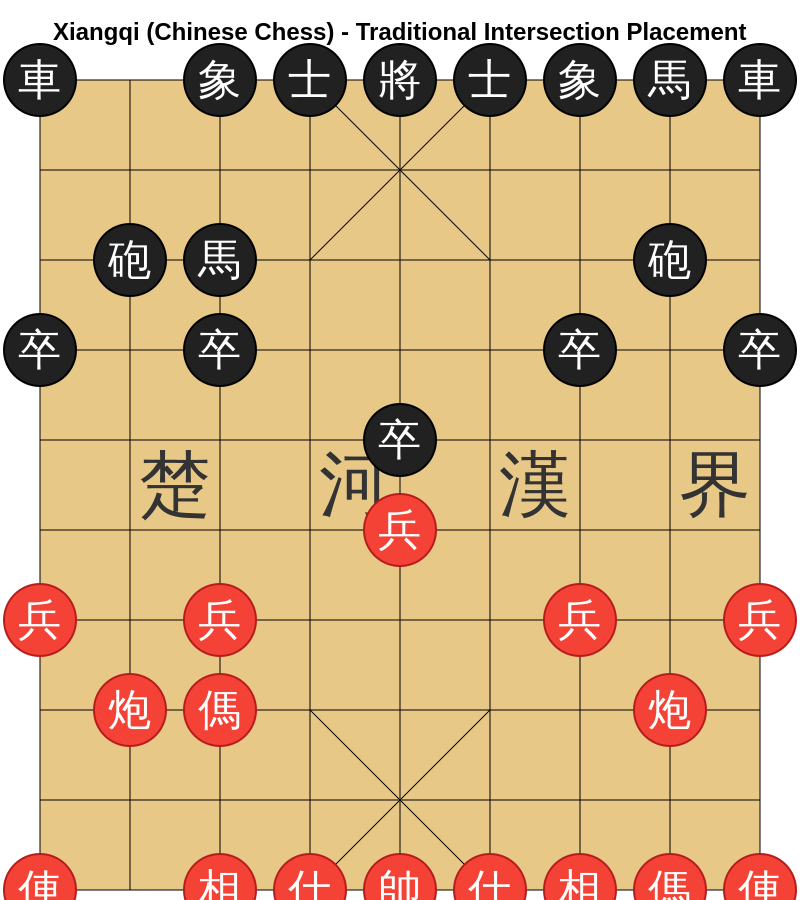 Xiangqi (Chinese Chess) - Traditional Intersection Placement
車 象 士 將 士 象 馬 車
砲 馬 砲
卒 卒 卒 卒
卒
楚 河 漢 界
兵
兵 兵 兵 兵
炮 傌 炮
俥 相 仕 帥 仕 相 傌 俥